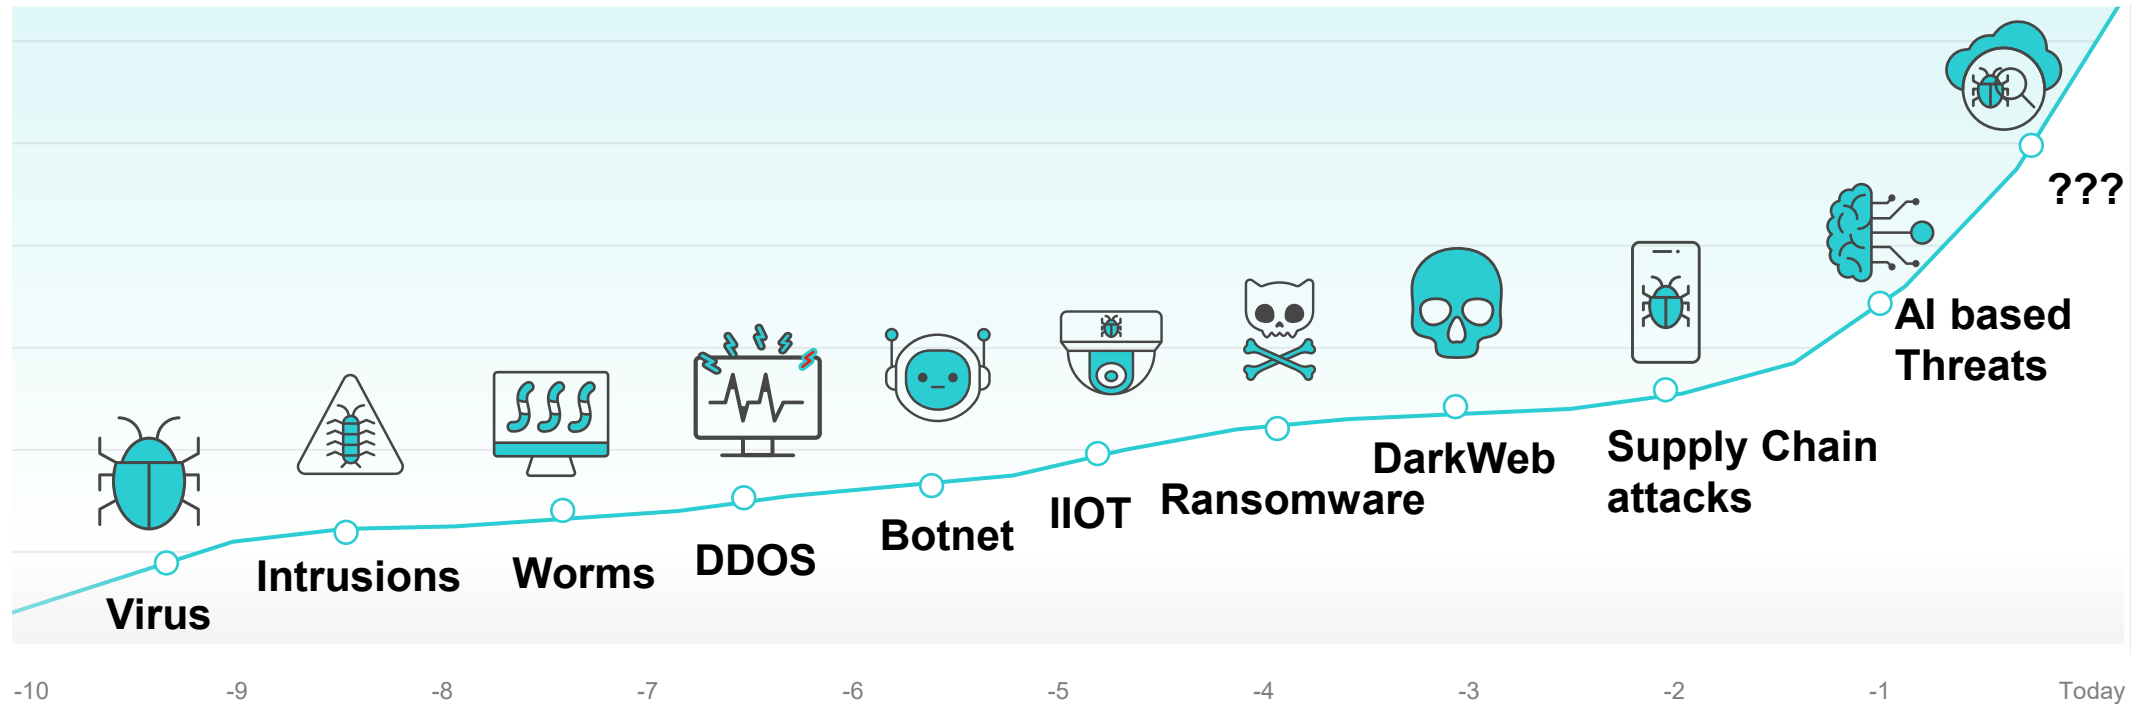 ???
AI based
Threats
Supply Chain
attacks
DarkWeb
Ransomware
IIOT
Botnet
DDOS
Worms
Intrusions
Virus
-10 -9 -8 -7 -6 -5 -4 -3 -2 -1 Today